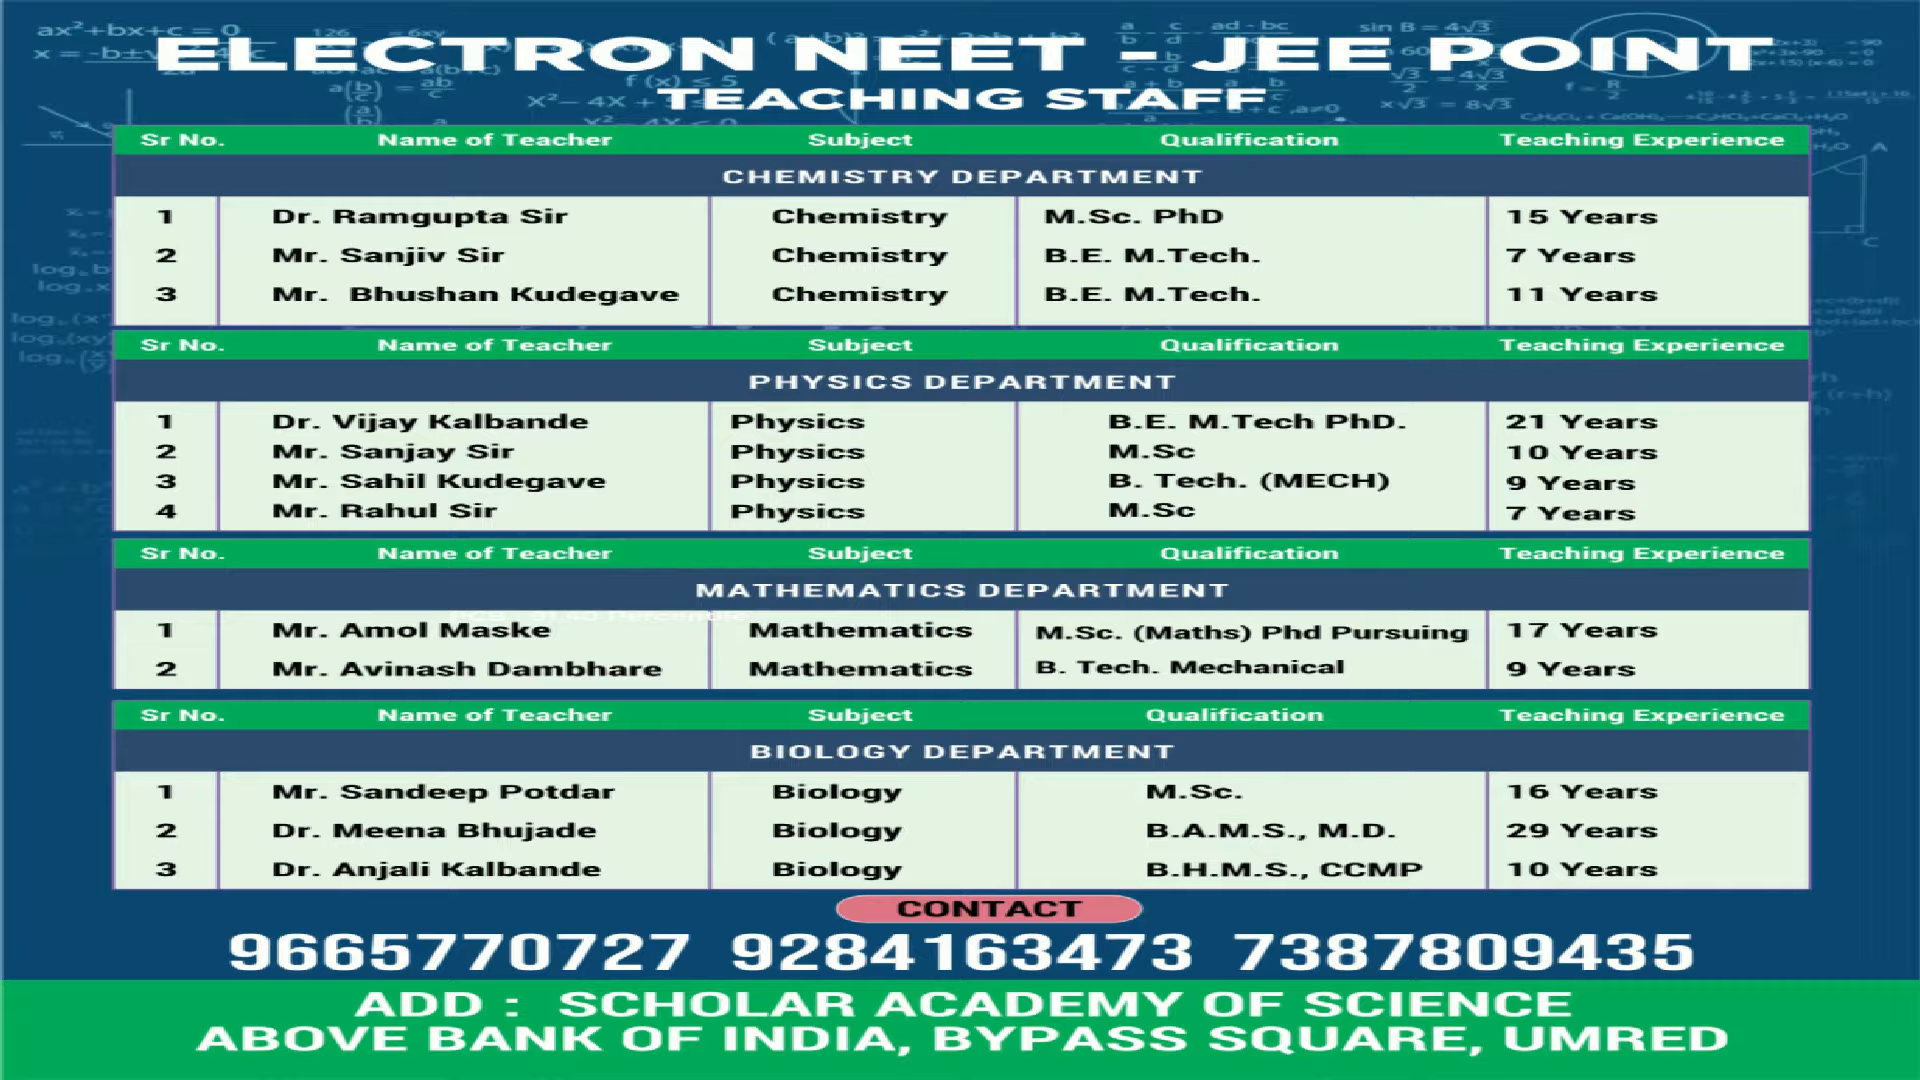 ELECTRON NEET - JEE POINT
TEACHING STAFF
Sr No. Name of Teacher Subject Qualification Teaching Experience
CHEMISTRY DEPARTMENT
1 Dr. Ramgupta Sir Chemistry M.Sc. PhD 15 Years
2 Mr. Sanjiv Sir Chemistry B.E. M.Tech. 7 Years
3 Mr. Bhushan Kudegave Chemistry B.E. M.Tech. 11 Years
Sr No. Name of Teacher Subject Qualification Teaching Experience
PHYSICS DEPARTMENT
1 Dr. Vijay Kalbande Physics B.E. M.Tech PhD. 21 Years
2 Mr. Sanjay Sir Physics M.Sc 10 Years
3 Mr. Sahil Kudegave Physics B. Tech. (MECH) 9 Years
4 Mr. Rahul Sir Physics M.Sc 7 Years
Sr No. Name of Teacher Subject Qualification Teaching Experience
MATHEMATICS DEPARTMENT
1 Mr. Amol Maske Mathematics M.Sc. (Maths) Phd Pursuing 17 Years
2 Mr. Avinash Dambhare Mathematics B. Tech. Mechanical 9 Years
Sr No. Name of Teacher Subject Qualification Teaching Experience
BIOLOGY DEPARTMENT
1 Mr. Sandeep Potdar Biology M.Sc. 16 Years
2 Dr. Meena Bhujade Biology B.A.M.S., M.D. 29 Years
3 Dr. Anjali Kalbande Biology B.H.M.S., CCMP 10 Years
CONTACT
9665770727 9284163473 7387809435
ADD : SCHOLAR ACADEMY OF SCIENCE
ABOVE BANK OF INDIA, BYPASS SQUARE, UMRED